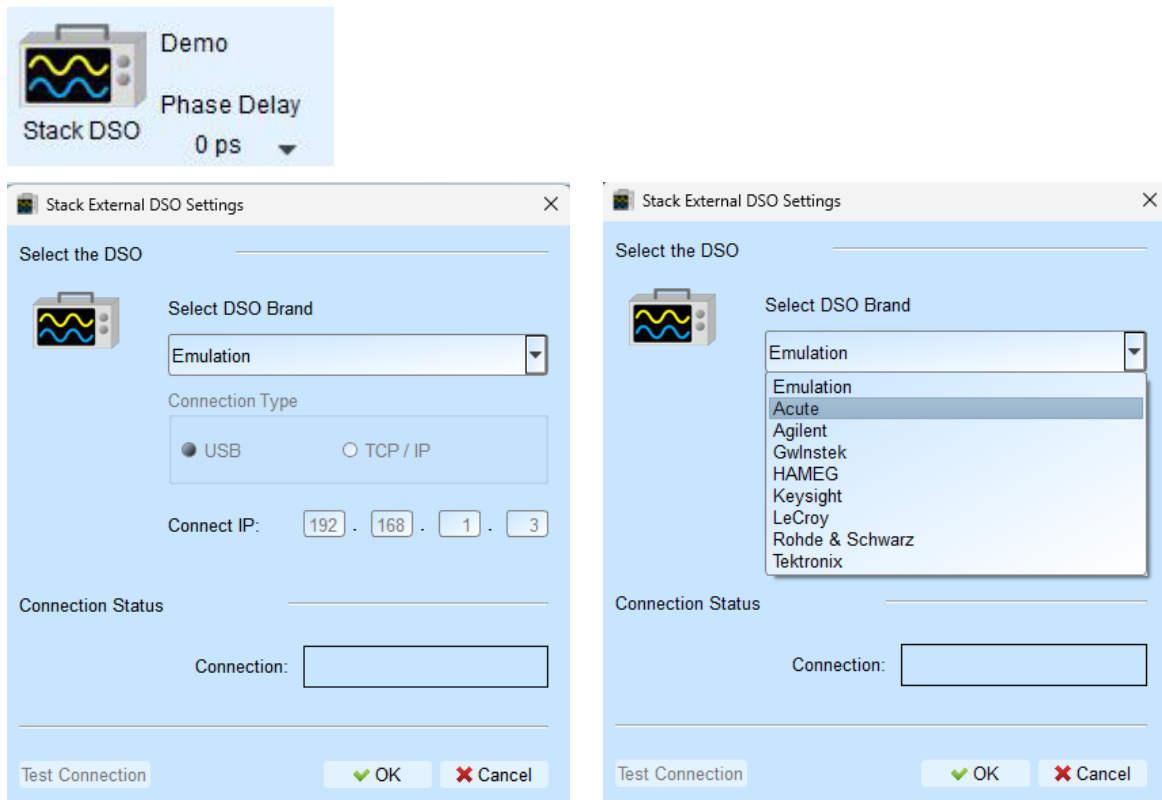 Demo
Phase Delay
Stack DSO
0 ps
Stack External DSO Settings
Select the DSO
Select DSO Brand
Emulation
Connection Type
USB
TCP / IP
Connect IP: 192 . 168 . 1 . 3
Connection Status
Connection:
Test Connection
OK
Cancel
Stack External DSO Settings
Select the DSO
Select DSO Brand
Emulation
Emulation
Acute
Agilent
GwInstek
HAMEG
Keysight
LeCroy
Rohde & Schwarz
Tektronix
Connection Status
Connection:
Test Connection
OK
Cancel